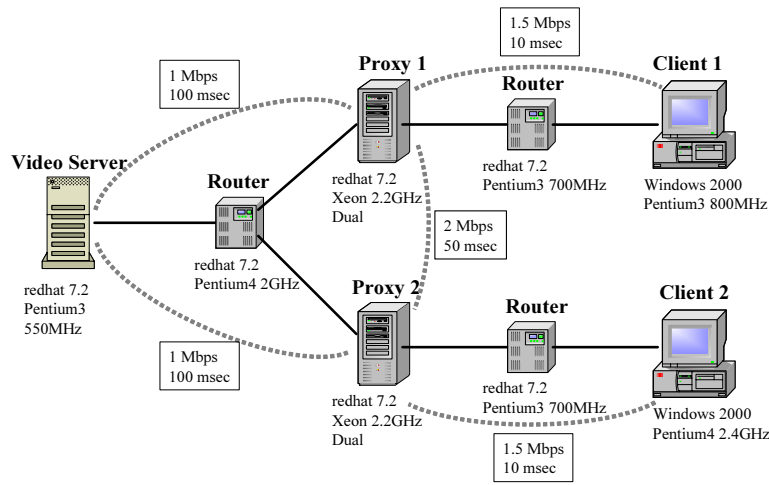 1.5 Mbps
10 msec
Proxy 1
Client 1
1 Mbps
100 msec
Router
Video Server
Router
redhat 7.2
Xeon 2.2GHz
Dual
redhat 7.2
Pentium3 700MHz
Windows 2000
Pentium3 800MHz
2 Mbps
50 msec
redhat 7.2
Pentium4 2GHz
redhat 7.2
Pentium3
550MHz
Proxy 2
Router
Client 2
1 Mbps
100 msec
redhat 7.2
Xeon 2.2GHz
Dual
redhat 7.2
Pentium3 700MHz
Windows 2000
Pentium4 2.4GHz
1.5 Mbps
10 msec